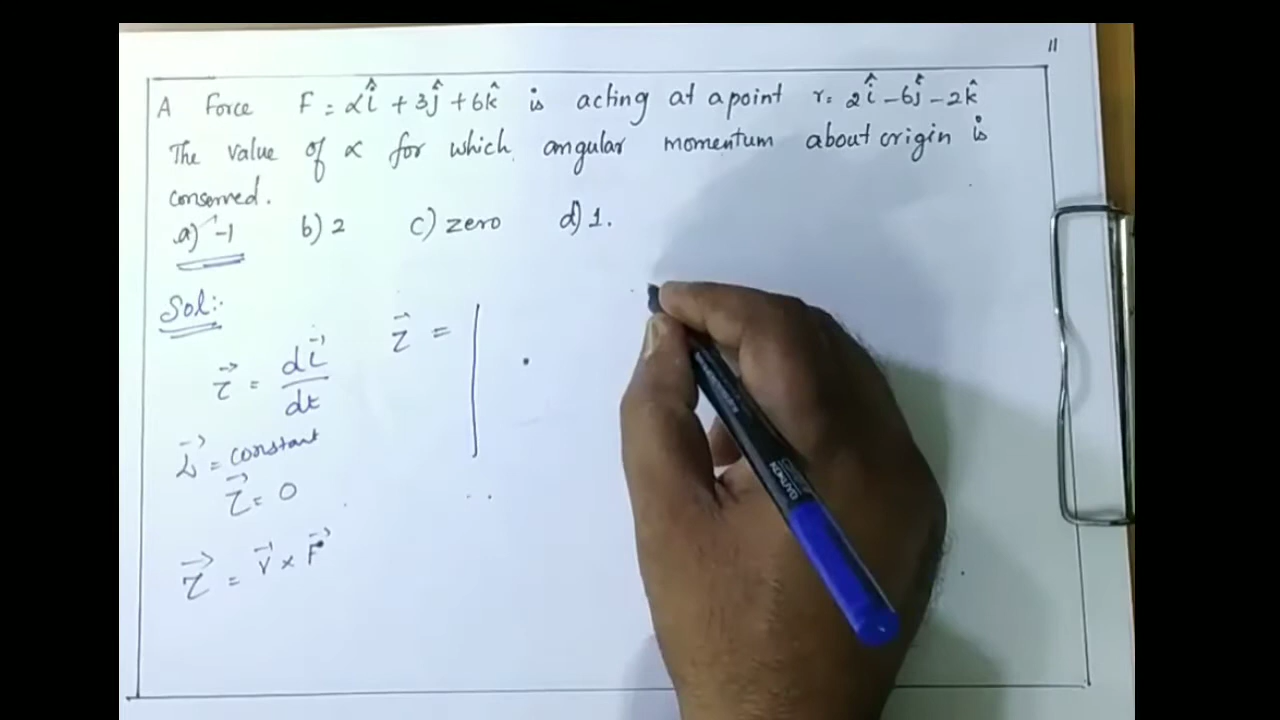 11
A Force F = αî + 3ĵ + 6k̂ is acting at a point r = 2î - 6ĵ - 2k̂
The value of α for which angular momentum about origin is
conserved.
a) -1 b) 2 c) zero d) 1.
Sol:-
τ⃗ = dL⃗/dt
τ⃗ = |
L⃗ = constant
τ⃗ = 0
τ⃗ = r⃗ × F⃗